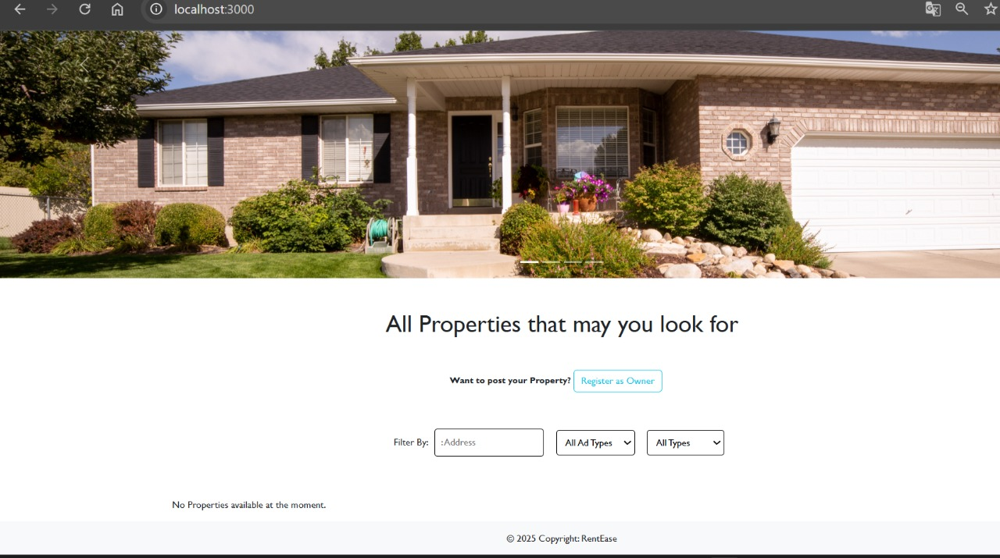 localhost:3000
All Properties that may you look for
Want to post your Property? Register as Owner
Filter By: :Address All Ad Types All Types
No Properties available at the moment.
© 2025 Copyright: RentEase